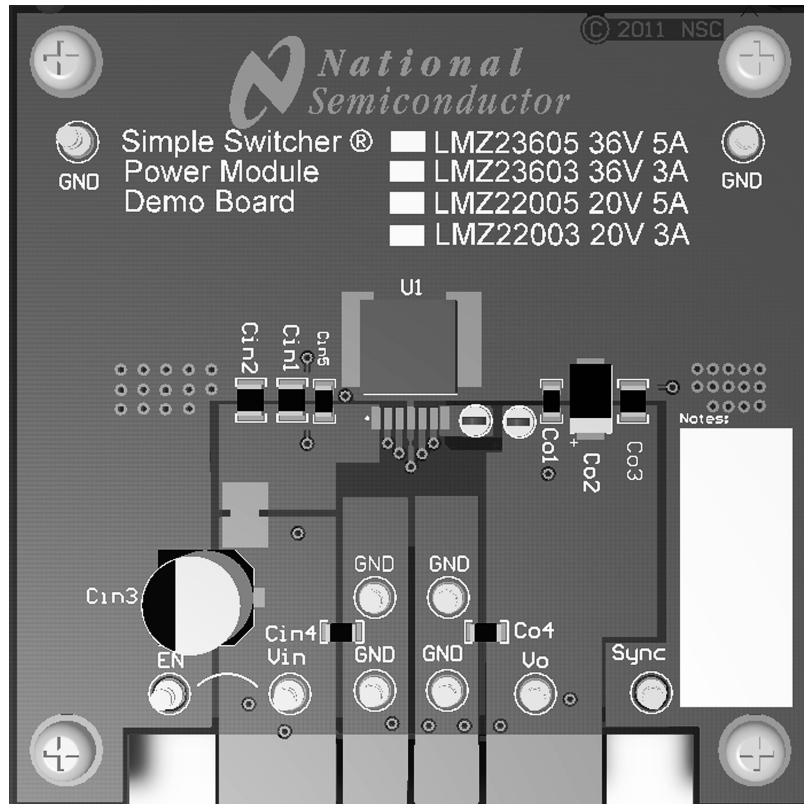 © 2011 NSC
National
Semiconductor
Simple Switcher ®
Power Module
Demo Board
LMZ23605 36V 5A
LMZ23603 36V 3A
LMZ22005 20V 5A
LMZ22003 20V 3A
GND
GND
U1
Cin2
Cin1
Cin5
Co1
+
Co2
Co3
Notes:
Cin3
GND
GND
Cin4
Co4
EN
Vin
GND
GND
Vo
Sync